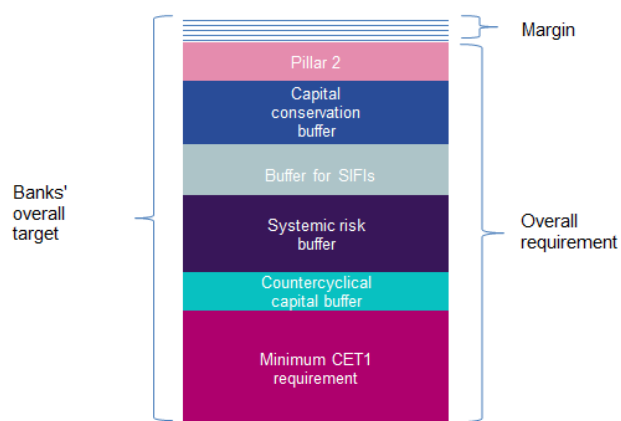 Margin
Pillar 2
Capital
conservation
buffer
Buffer for SIFIs
Banks'
overall
target
Systemic risk
buffer
Overall
requirement
Countercyclical
capital buffer
Minimum CET1
requirement